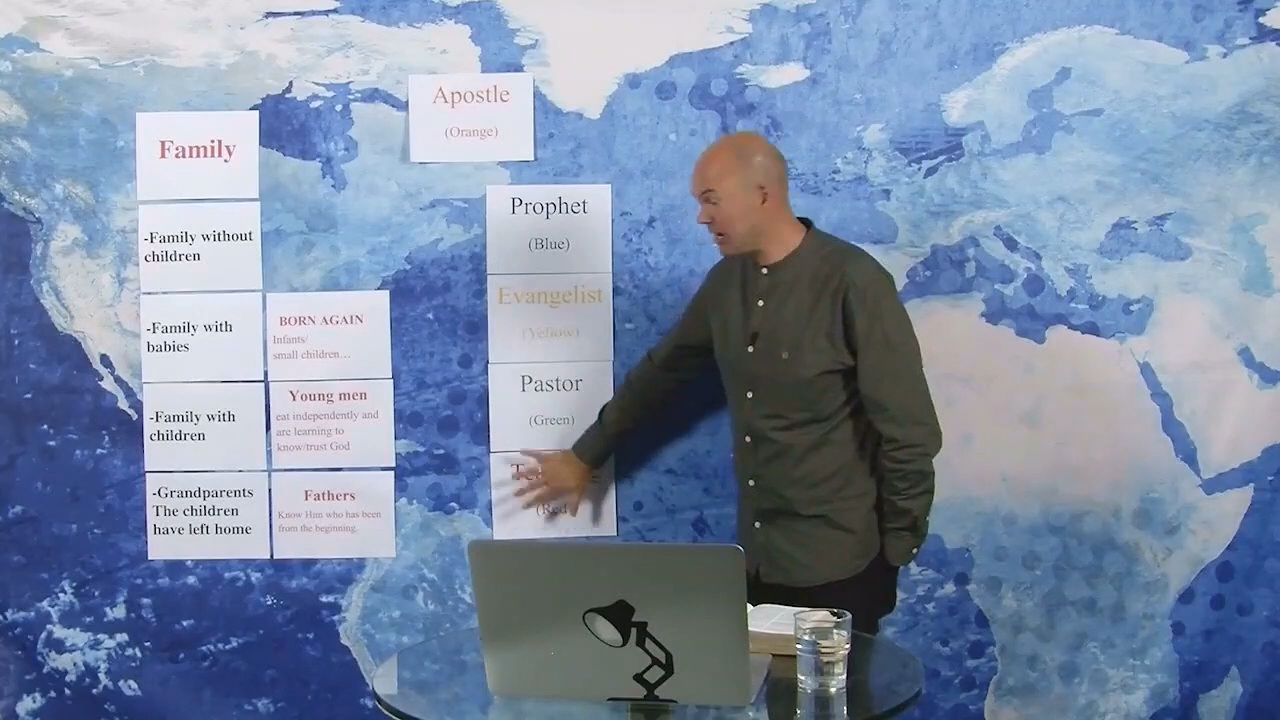 Apostle
(Orange)
Family
-Family without
children
-Family with
babies
-Family with
children
-Grandparents
The children
have left home
BORN AGAIN
Infants/
small children…
Young men
eat independently and
are learning to
know/trust God
Fathers
Know Him who has been
from the beginning.
Prophet
(Blue)
Evangelist
(Yellow)
Pastor
(Green)
(Red